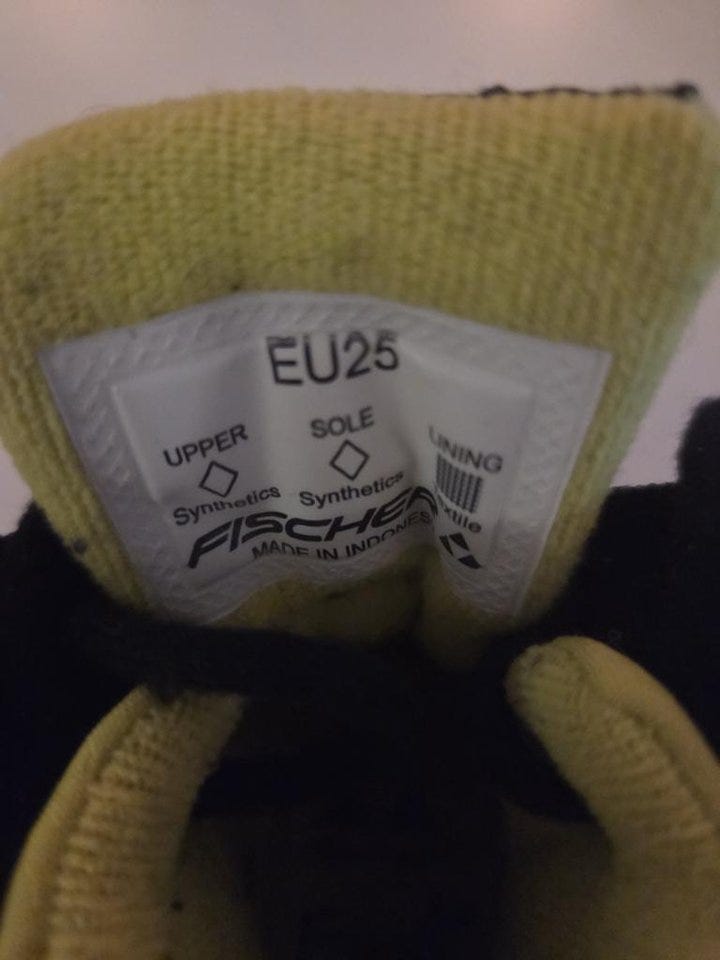 EU25
UPPER SOLE LINING
Synthetics Synthetics
FISCHER
MADE IN